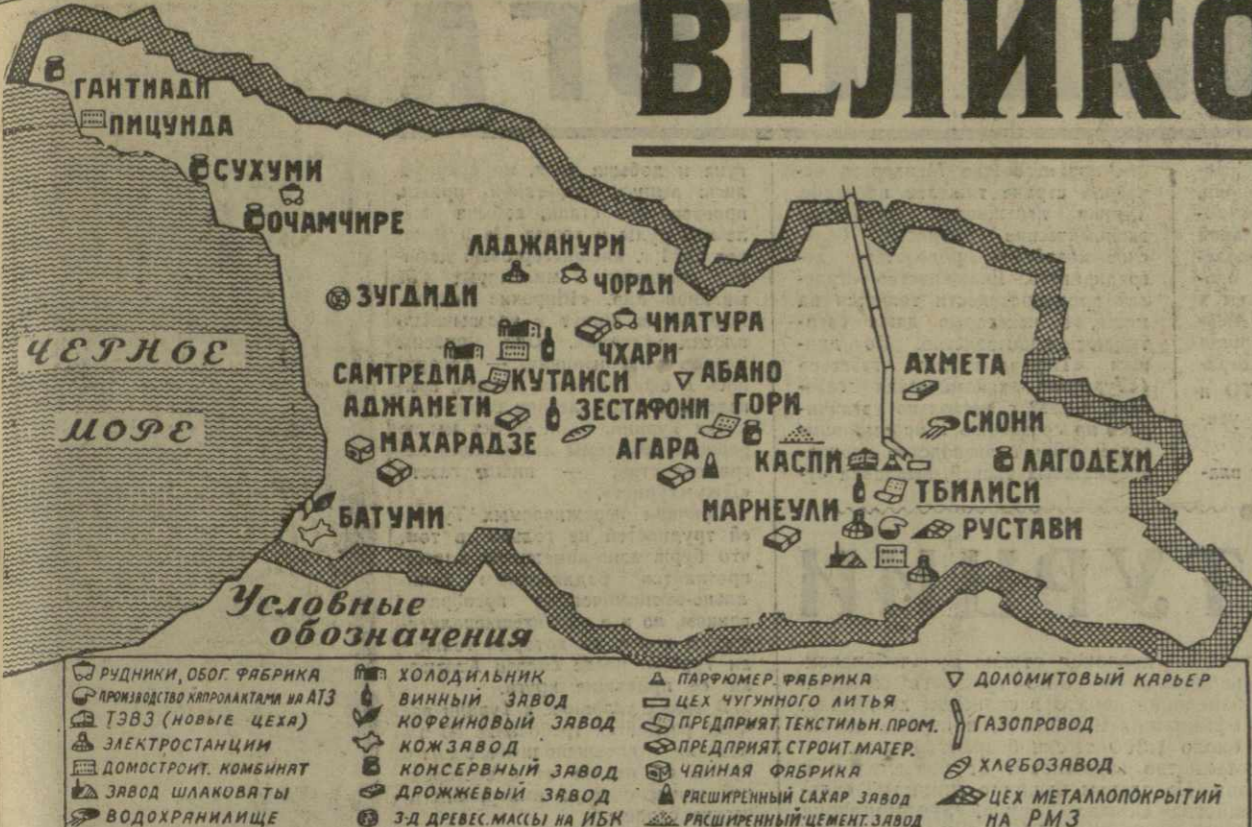 ВЕЛИКО
ГАНТИАДИ
ПИЦУНДА
СУХУМИ
ОЧАМЧИРЕ
ЛАДЖАНУРИ
ЧОРДИ
ЗУГДИДИ
ЧИАТУРА
ЧХАРИ
ЧЕРНОЕ
МОРЕ
САМТРЕДИА
КУТАИСИ
АБАНО
АХМЕТА
АДЖАМЕТИ
ЗЕСТАФОНИ
ГОРИ
СИОНИ
МАХАРАДЗЕ
АГАРА
КАСПИ
ЛАГОДЕХИ
ТБИЛИСИ
БАТУМИ
МАРНЕУЛИ
РУСТАВИ
Условные
обозначения
РУДНИКИ, ОБОГ. ФАБРИКА
ПРОИЗВОДСТВО КАПРОЛАКТАМА НА АТЗ
ТЭВЗ (НОВЫЕ ЦЕХА)
ЭЛЕКТРОСТАНЦИИ
ДОМОСТРОИТ. КОМБИНАТ
ЗАВОД ШЛАКОВАТЫ
ВОДОХРАНИЛИЩЕ
ХОЛОДИЛЬНИК
ВИННЫЙ ЗАВОД
КОФЕИНОВЫЙ ЗАВОД
КОЖЗАВОД
КОНСЕРВНЫЙ ЗАВОД
ДРОЖЖЕВЫЙ ЗАВОД
З-Д ДРЕВЕС. МАССЫ НА ИБК
ПАРФЮМЕР. ФАБРИКА
ЦЕХ ЧУГУННОГО ЛИТЬЯ
ПРЕДПРИЯТ. ТЕКСТИЛЬН. ПРОМ.
ПРЕДПРИЯТ. СТРОИТ. МАТЕР.
ЧАЙНАЯ ФАБРИКА
РАСШИРЕННЫЙ САХАР ЗАВОД
РАСШИРЕННЫЙ ЦЕМЕНТ. ЗАВОД
ДОЛОМИТОВЫЙ КАРЬЕР
ГАЗОПРОВОД
ХЛЕБОЗАВОД
ЦЕХ МЕТАЛЛОПОКРЫТИЙ
НА РМЗ